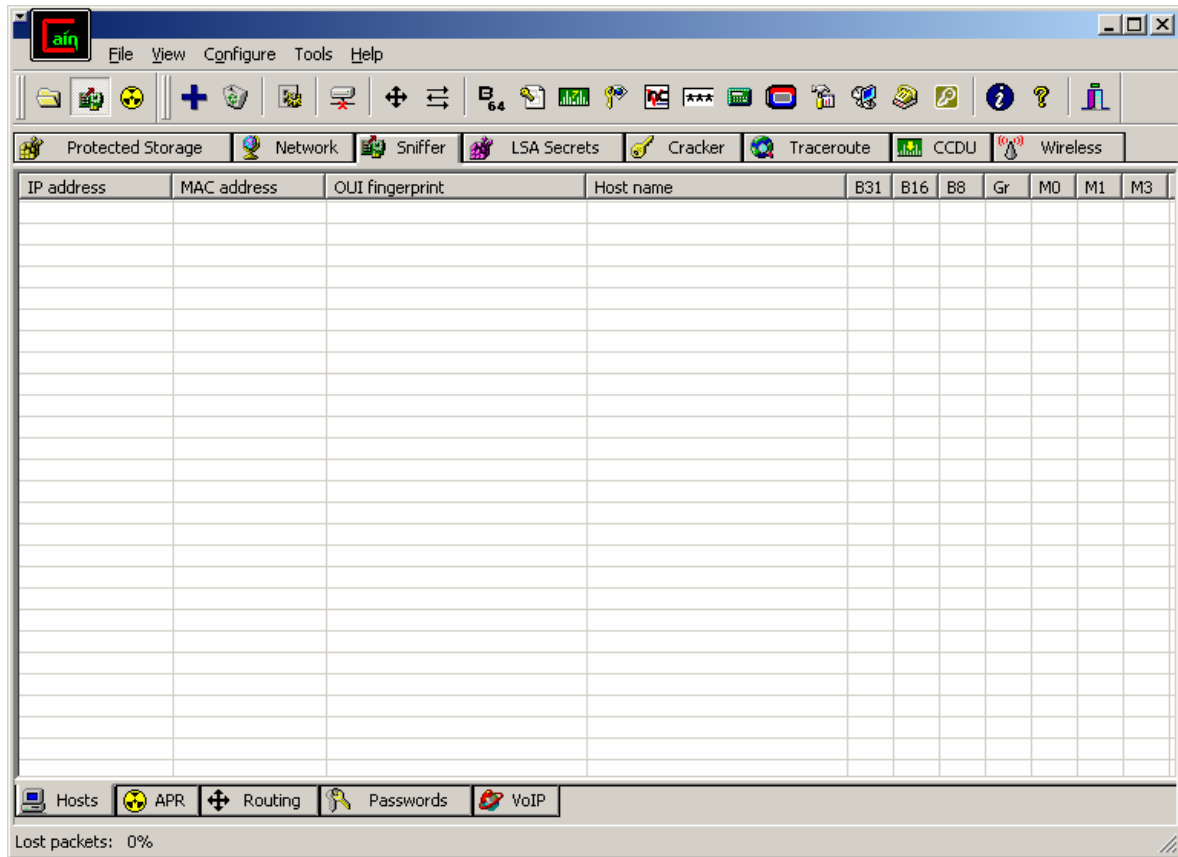 Cain
File View Configure Tools Help
B64 ***
Protected Storage Network Sniffer LSA Secrets Cracker Traceroute CCDU Wireless
IP address MAC address OUI fingerprint Host name B31 B16 B8 Gr M0 M1 M3
Hosts APR Routing Passwords VoIP
Lost packets: 0%